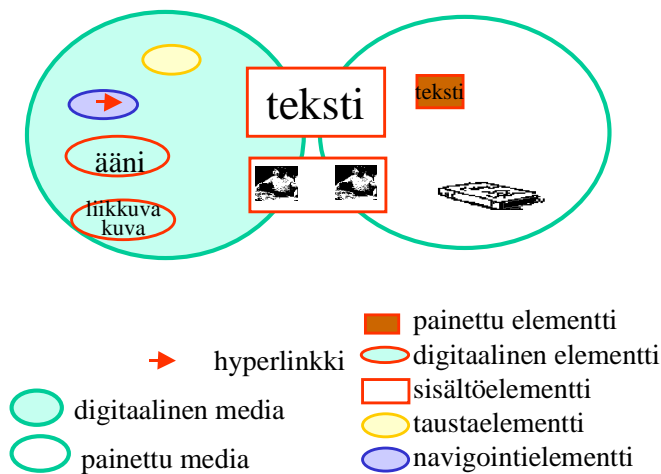 teksti
teksti
ääni
liikkuva
kuva
painettu elementti
hyperlinkki
digitaalinen elementti
sisältöelementti
digitaalinen media
taustaelementti
painettu media
navigointielementti